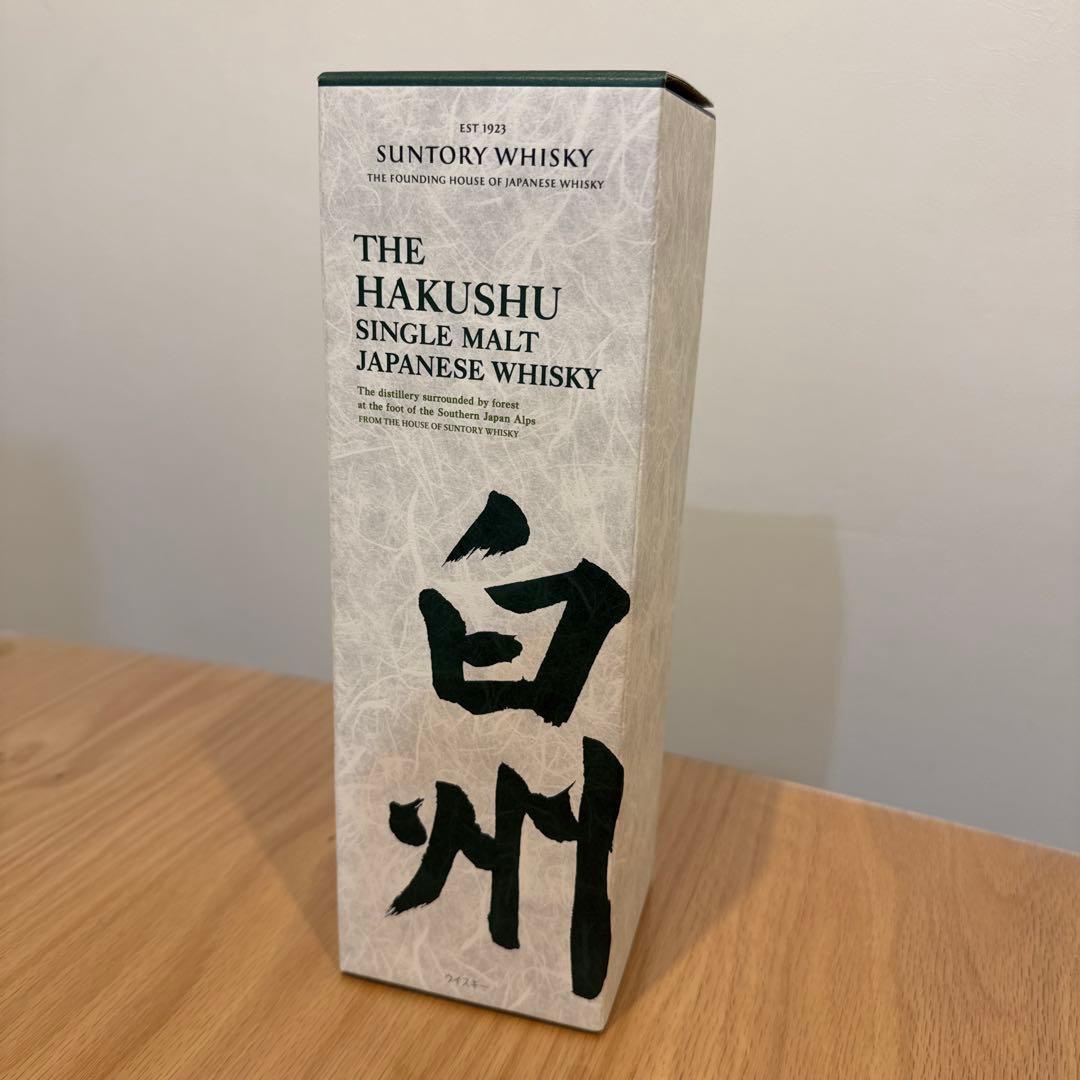 EST 1923
SUNTORY WHISKY
THE FOUNDING HOUSE OF JAPANESE WHISKY
THE
HAKUSHU
SINGLE MALT
JAPANESE WHISKY
The distillery surrounded by forest
at the foot of the Southern Japan Alps
FROM THE HOUSE OF SUNTORY WHISKY
白
州
ウイスキー